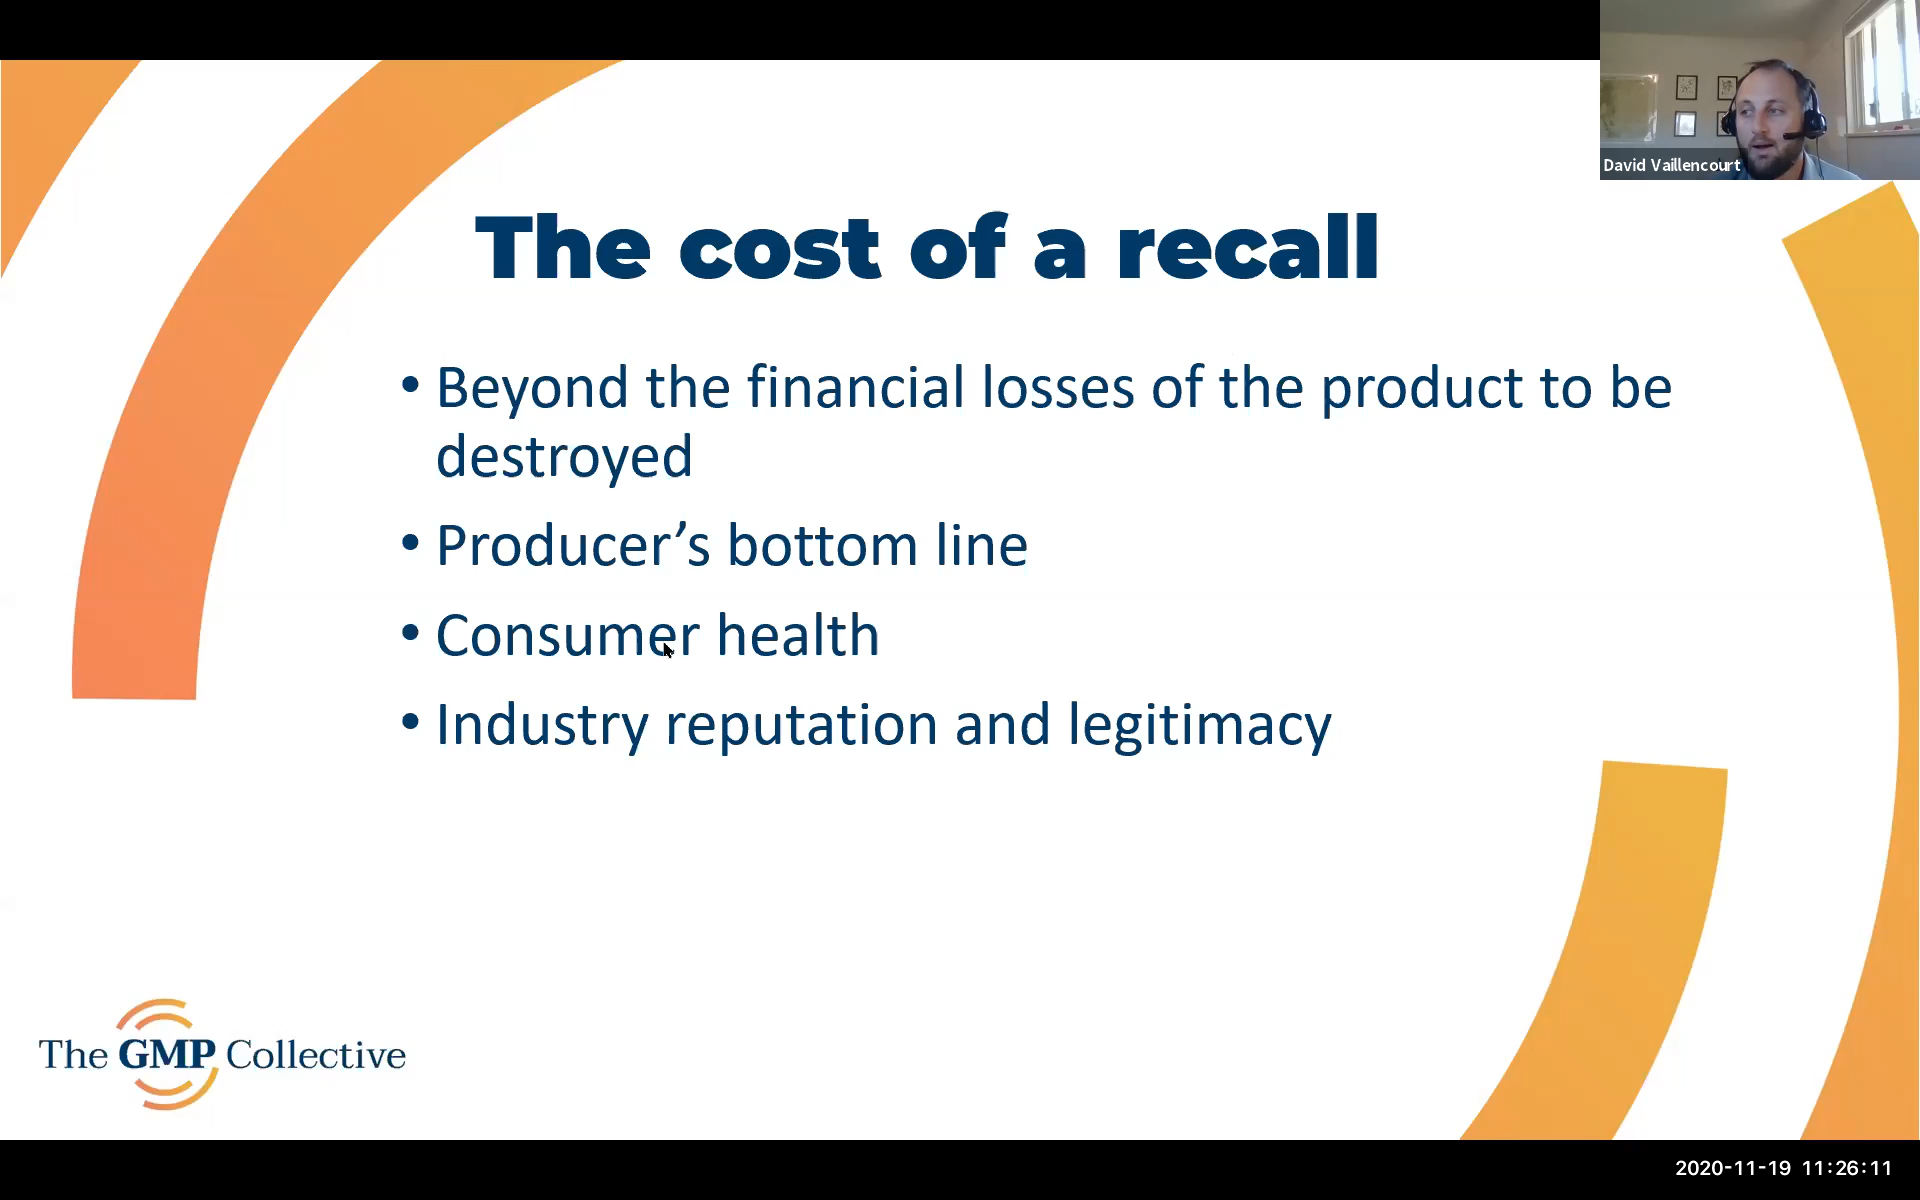 David Vaillencourt
The cost of a recall
• Beyond the financial losses of the product to be
destroyed
• Producer’s bottom line
• Consumer health
• Industry reputation and legitimacy
The GMP Collective
2020-11-19 11:26:11